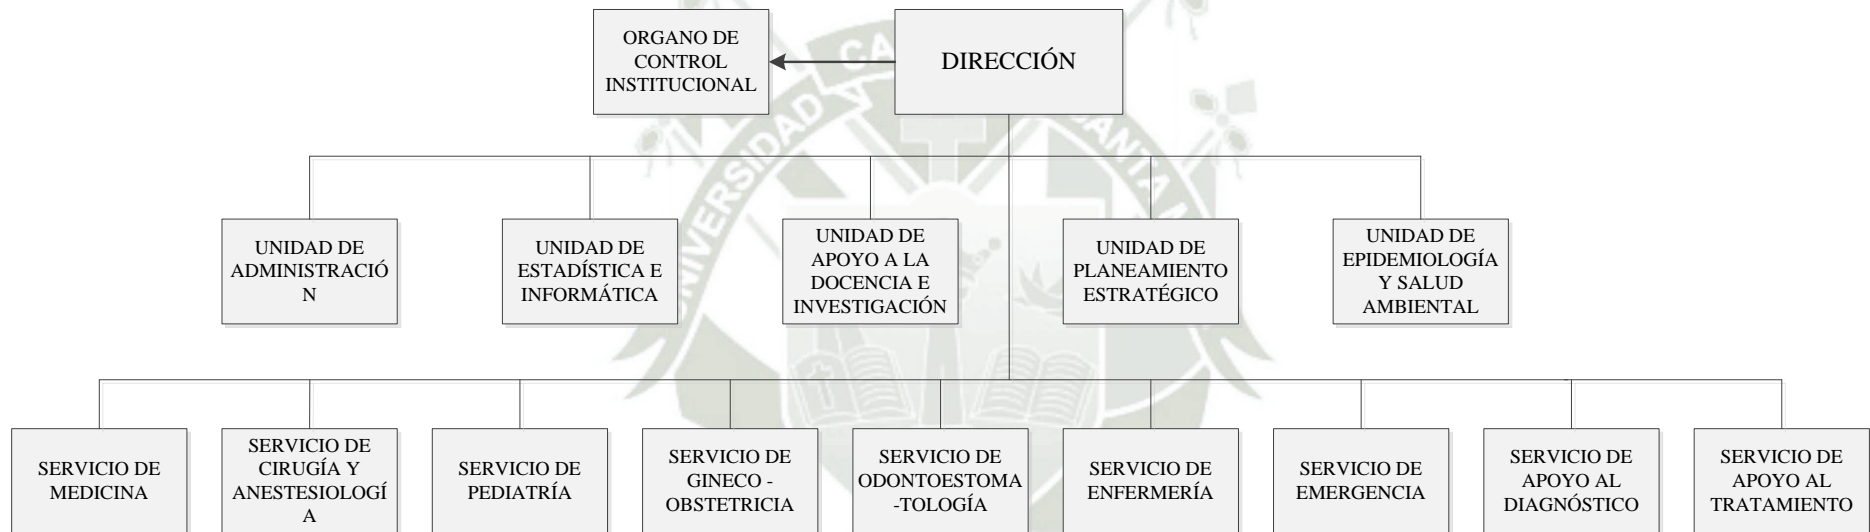 ORGANO DE
CONTROL
INSTITUCIONAL
DIRECCIÓN
UNIVERSIDAD
CA
SANTA M
UNIDAD DE
ADMINISTRACIÓ
N
UNIDAD DE
ESTADÍSTICA E
INFORMÁTICA
UNIDAD DE
APOYO A LA
DOCENCIA E
INVESTIGACIÓN
UNIDAD DE
PLANEAMIENTO
ESTRATÉGICO
UNIDAD DE
EPIDEMIOLOGÍA
Y SALUD
AMBIENTAL
SERVICIO DE
MEDICINA
SERVICIO DE
CIRUGÍA Y
ANESTESIOLOGÍ
A
SERVICIO DE
PEDIATRÍA
SERVICIO DE
GINECO -
OBSTETRICIA
SERVICIO DE
ODONTOESTOMA
-TOLOGÍA
SERVICIO DE
ENFERMERÍA
SERVICIO DE
EMERGENCIA
SERVICIO DE
APOYO AL
DIAGNÓSTICO
SERVICIO DE
APOYO AL
TRATAMIENTO